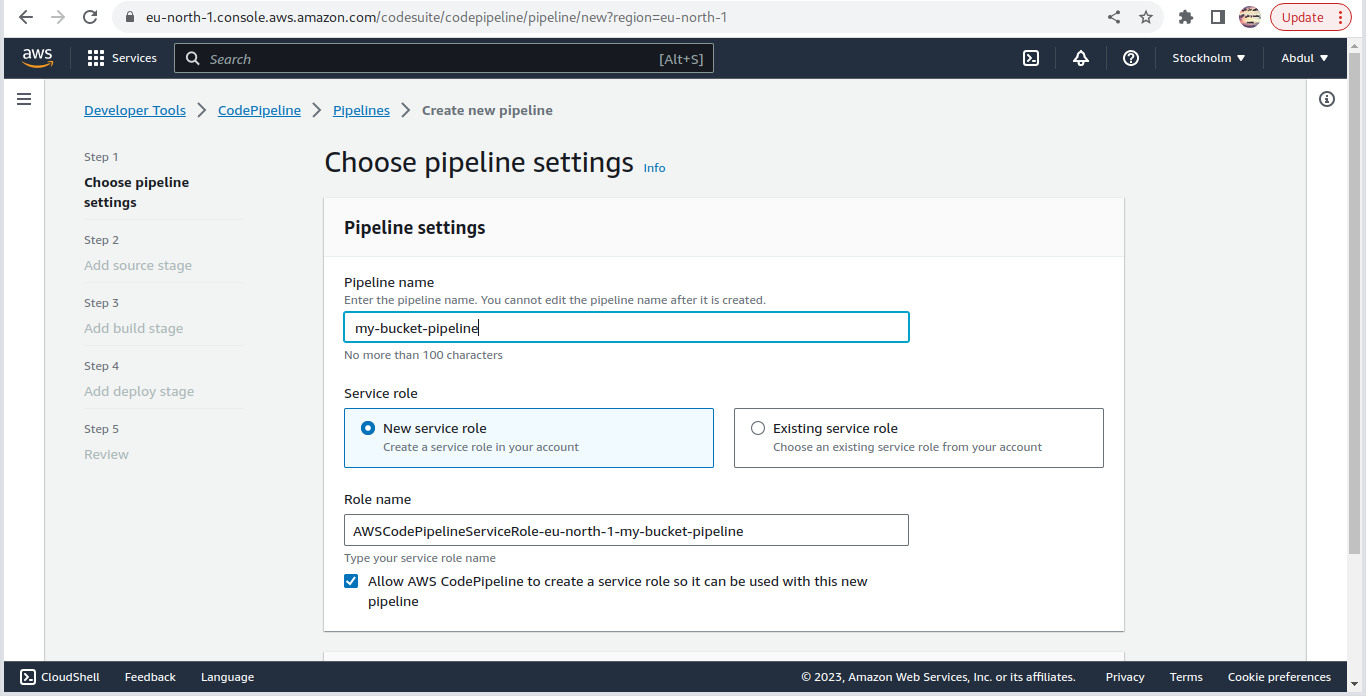 eu-north-1.console.aws.amazon.com/codesuite/codepipeline/pipeline/new?region=eu-north-1
Update
aws
Services
Search
[Alt+S]
Stockholm
Abdul
Developer Tools
CodePipeline
Pipelines
Create new pipeline
Step 1
Choose pipeline
settings
Step 2
Add source stage
Step 3
Add build stage
Step 4
Add deploy stage
Step 5
Review
Choose pipeline settings Info
Pipeline settings
Pipeline name
Enter the pipeline name. You cannot edit the pipeline name after it is created.
my-bucket-pipeline
No more than 100 characters
Service role
New service role
Create a service role in your account
Existing service role
Choose an existing service role from your account
Role name
AWSCodePipelineServiceRole-eu-north-1-my-bucket-pipeline
Type your service role name
Allow AWS CodePipeline to create a service role so it can be used with this new
pipeline
CloudShell
Feedback
Language
© 2023, Amazon Web Services, Inc. or its affiliates.
Privacy
Terms
Cookie preferences